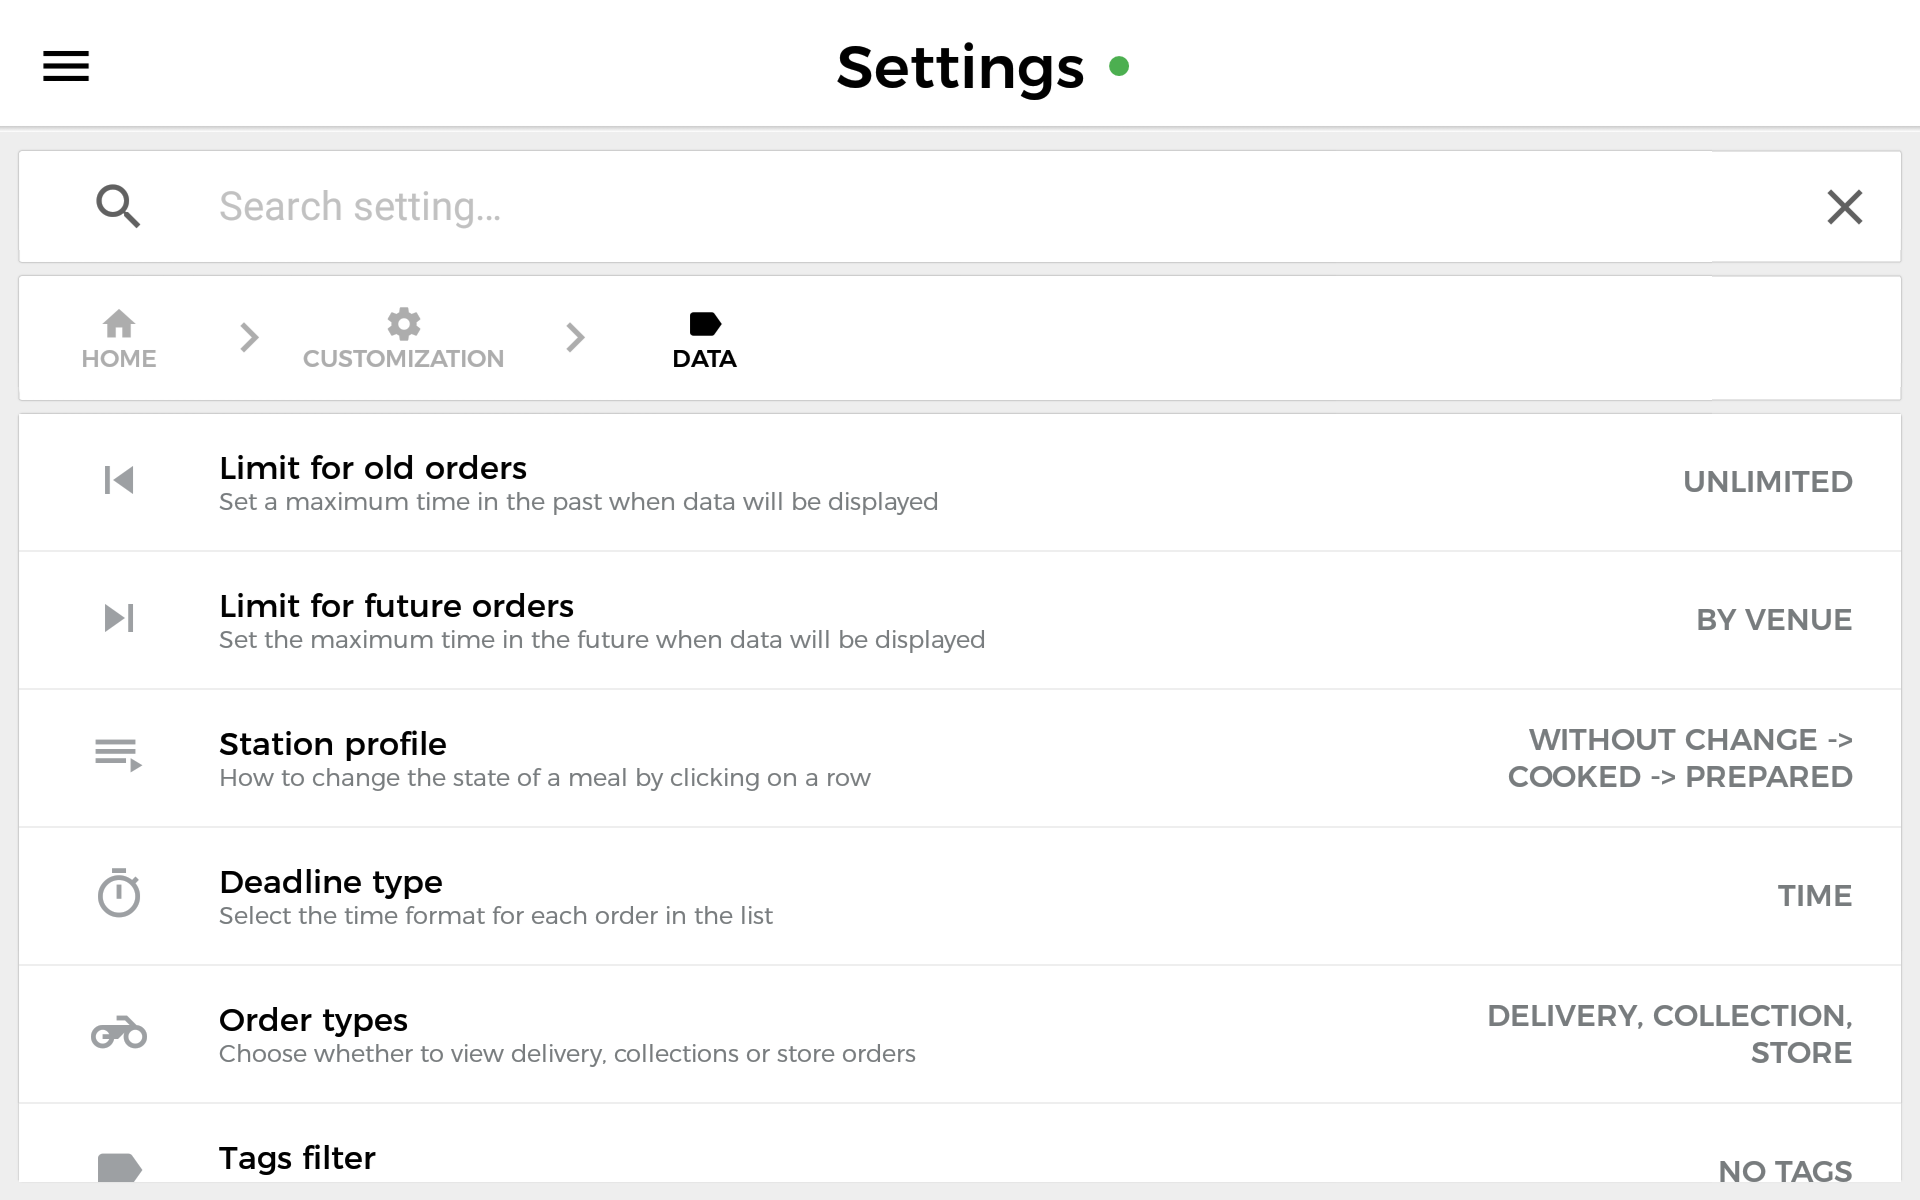 Settings
Search setting...
HOME
CUSTOMIZATION
DATA
Limit for old orders
Set a maximum time in the past when data will be displayed
UNLIMITED
Limit for future orders
Set the maximum time in the future when data will be displayed
BY VENUE
Station profile
How to change the state of a meal by clicking on a row
WITHOUT CHANGE ->
COOKED -> PREPARED
Deadline type
Select the time format for each order in the list
TIME
Order types
Choose whether to view delivery, collections or store orders
DELIVERY, COLLECTION,
STORE
Tags filter
NO TAGS